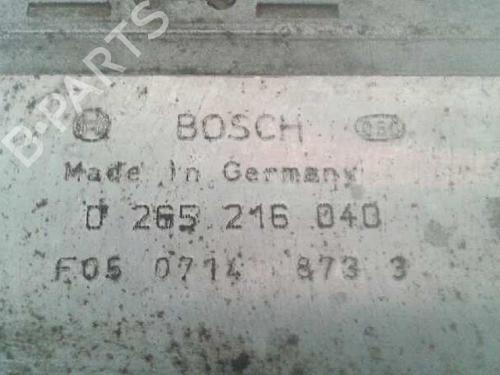 B-PARTS
BOSCH
Made in Germany
0 265 216 040
F05 0714 873 3